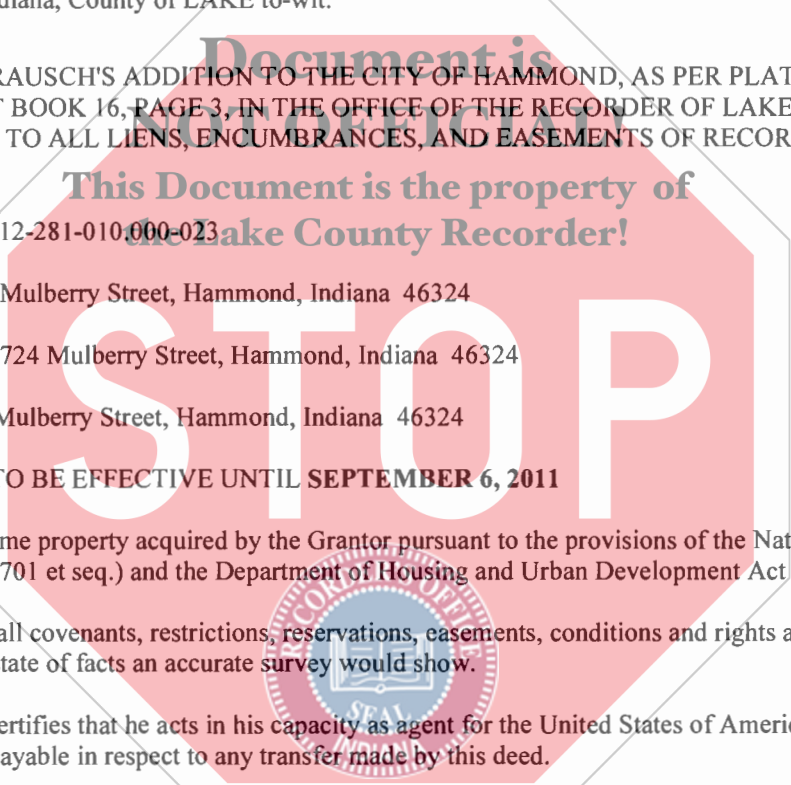 diana, County of LAKE to-wit:
Document is
RAUSCH'S ADDITION TO THE CITY OF HAMMOND, AS PER PLAT
T BOOK 16, PAGE 3, IN THE OFFICE OF THE RECORDER OF LAKE
NOT OFFICIAL!
TO ALL LIENS, ENCUMBRANCES, AND EASEMENTS OF RECOR
This Document is the property of
12-281-010.000-023
the Lake County Recorder!
Mulberry Street, Hammond, Indiana 46324
STOP
724 Mulberry Street, Hammond, Indiana 46324
Mulberry Street, Hammond, Indiana 46324
TO BE EFFECTIVE UNTIL SEPTEMBER 6, 2011
me property acquired by the Grantor pursuant to the provisions of the Nat
701 et seq.) and the Department of Housing and Urban Development Act
RECORDER'S OFFICE
all covenants, restrictions, reservations, easements, conditions and rights a
tate of facts an accurate survey would show.
SEAL
INDIANA
ertifies that he acts in his capacity as agent for the United States of Americ
ayable in respect to any transfer made by this deed.